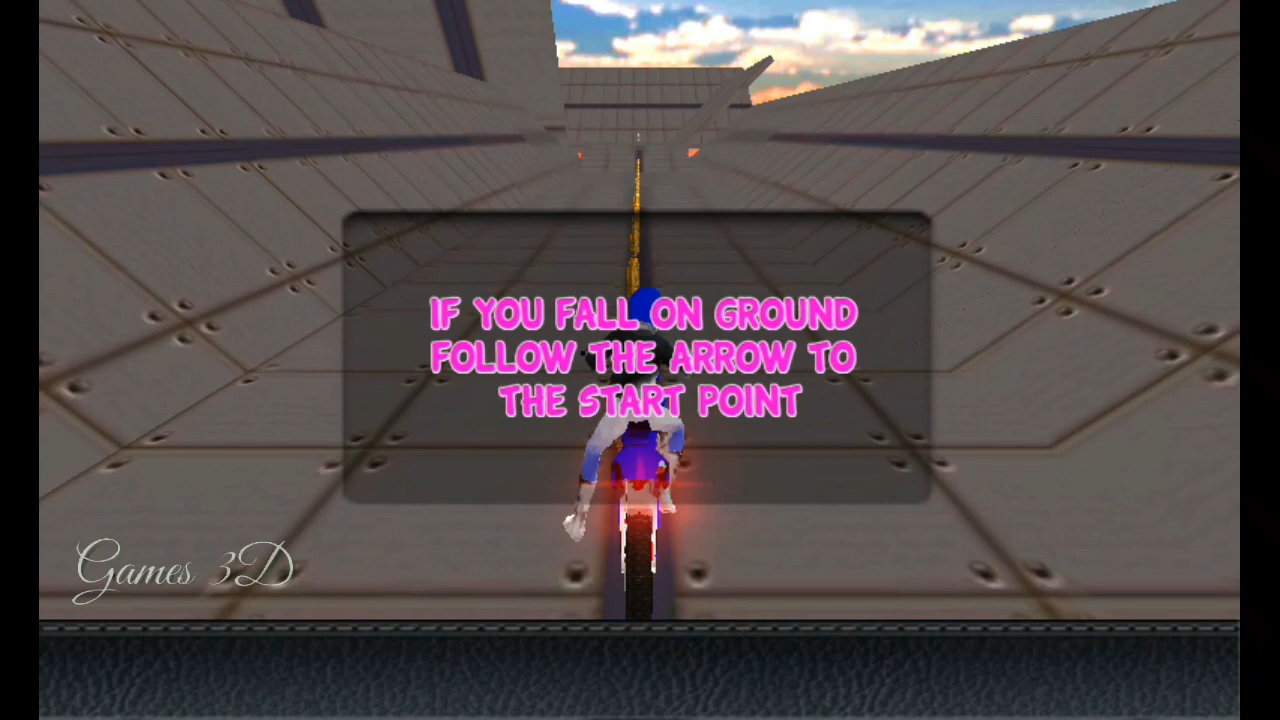 IF YOU FALL ON GROUND
FOLLOW THE ARROW TO
THE START POINT
Games 3D